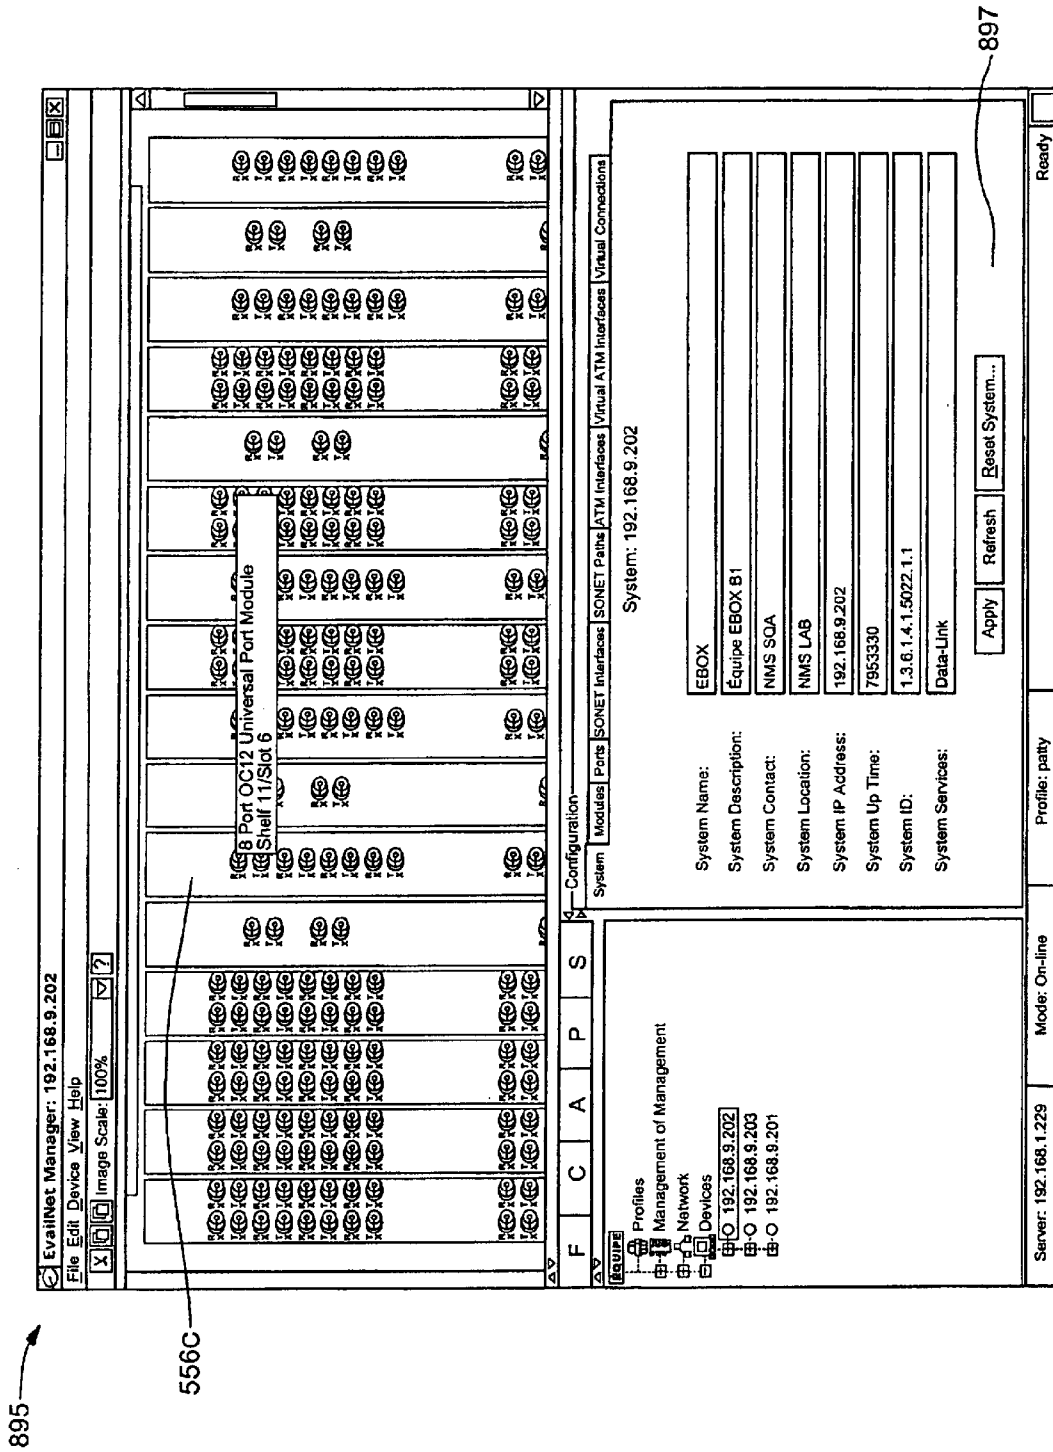 895
EvailNet Manager: 192.168.9.202
File Edit Device View Help
Image Scale: 100% ?
556C
8 Port OC12 Universal Port Module
Shelf 11/Slot 6
F C A P S
EQUIPE
Profiles
Management of Management
Network
Devices
192.168.9.202
192.168.9.203
192.168.9.201
Configuration
System Modules Ports SONET Interfaces SONET Paths ATM Interfaces Virtual ATM Interfaces Virtual Connections
System: 192.168.9.202
System Name: EBOX
System Description: Equipe EBOX B1
System Contact: NMS SQA
System Location: NMS LAB
System IP Address: 192.168.9.202
System Up Time: 7953330
System ID: 1.3.6.1.4.1.5022.1.1
System Services: Data-Link
Apply Refresh Reset System...
897
Server: 192.168.1.229 Mode: On-line Profile: patty Ready